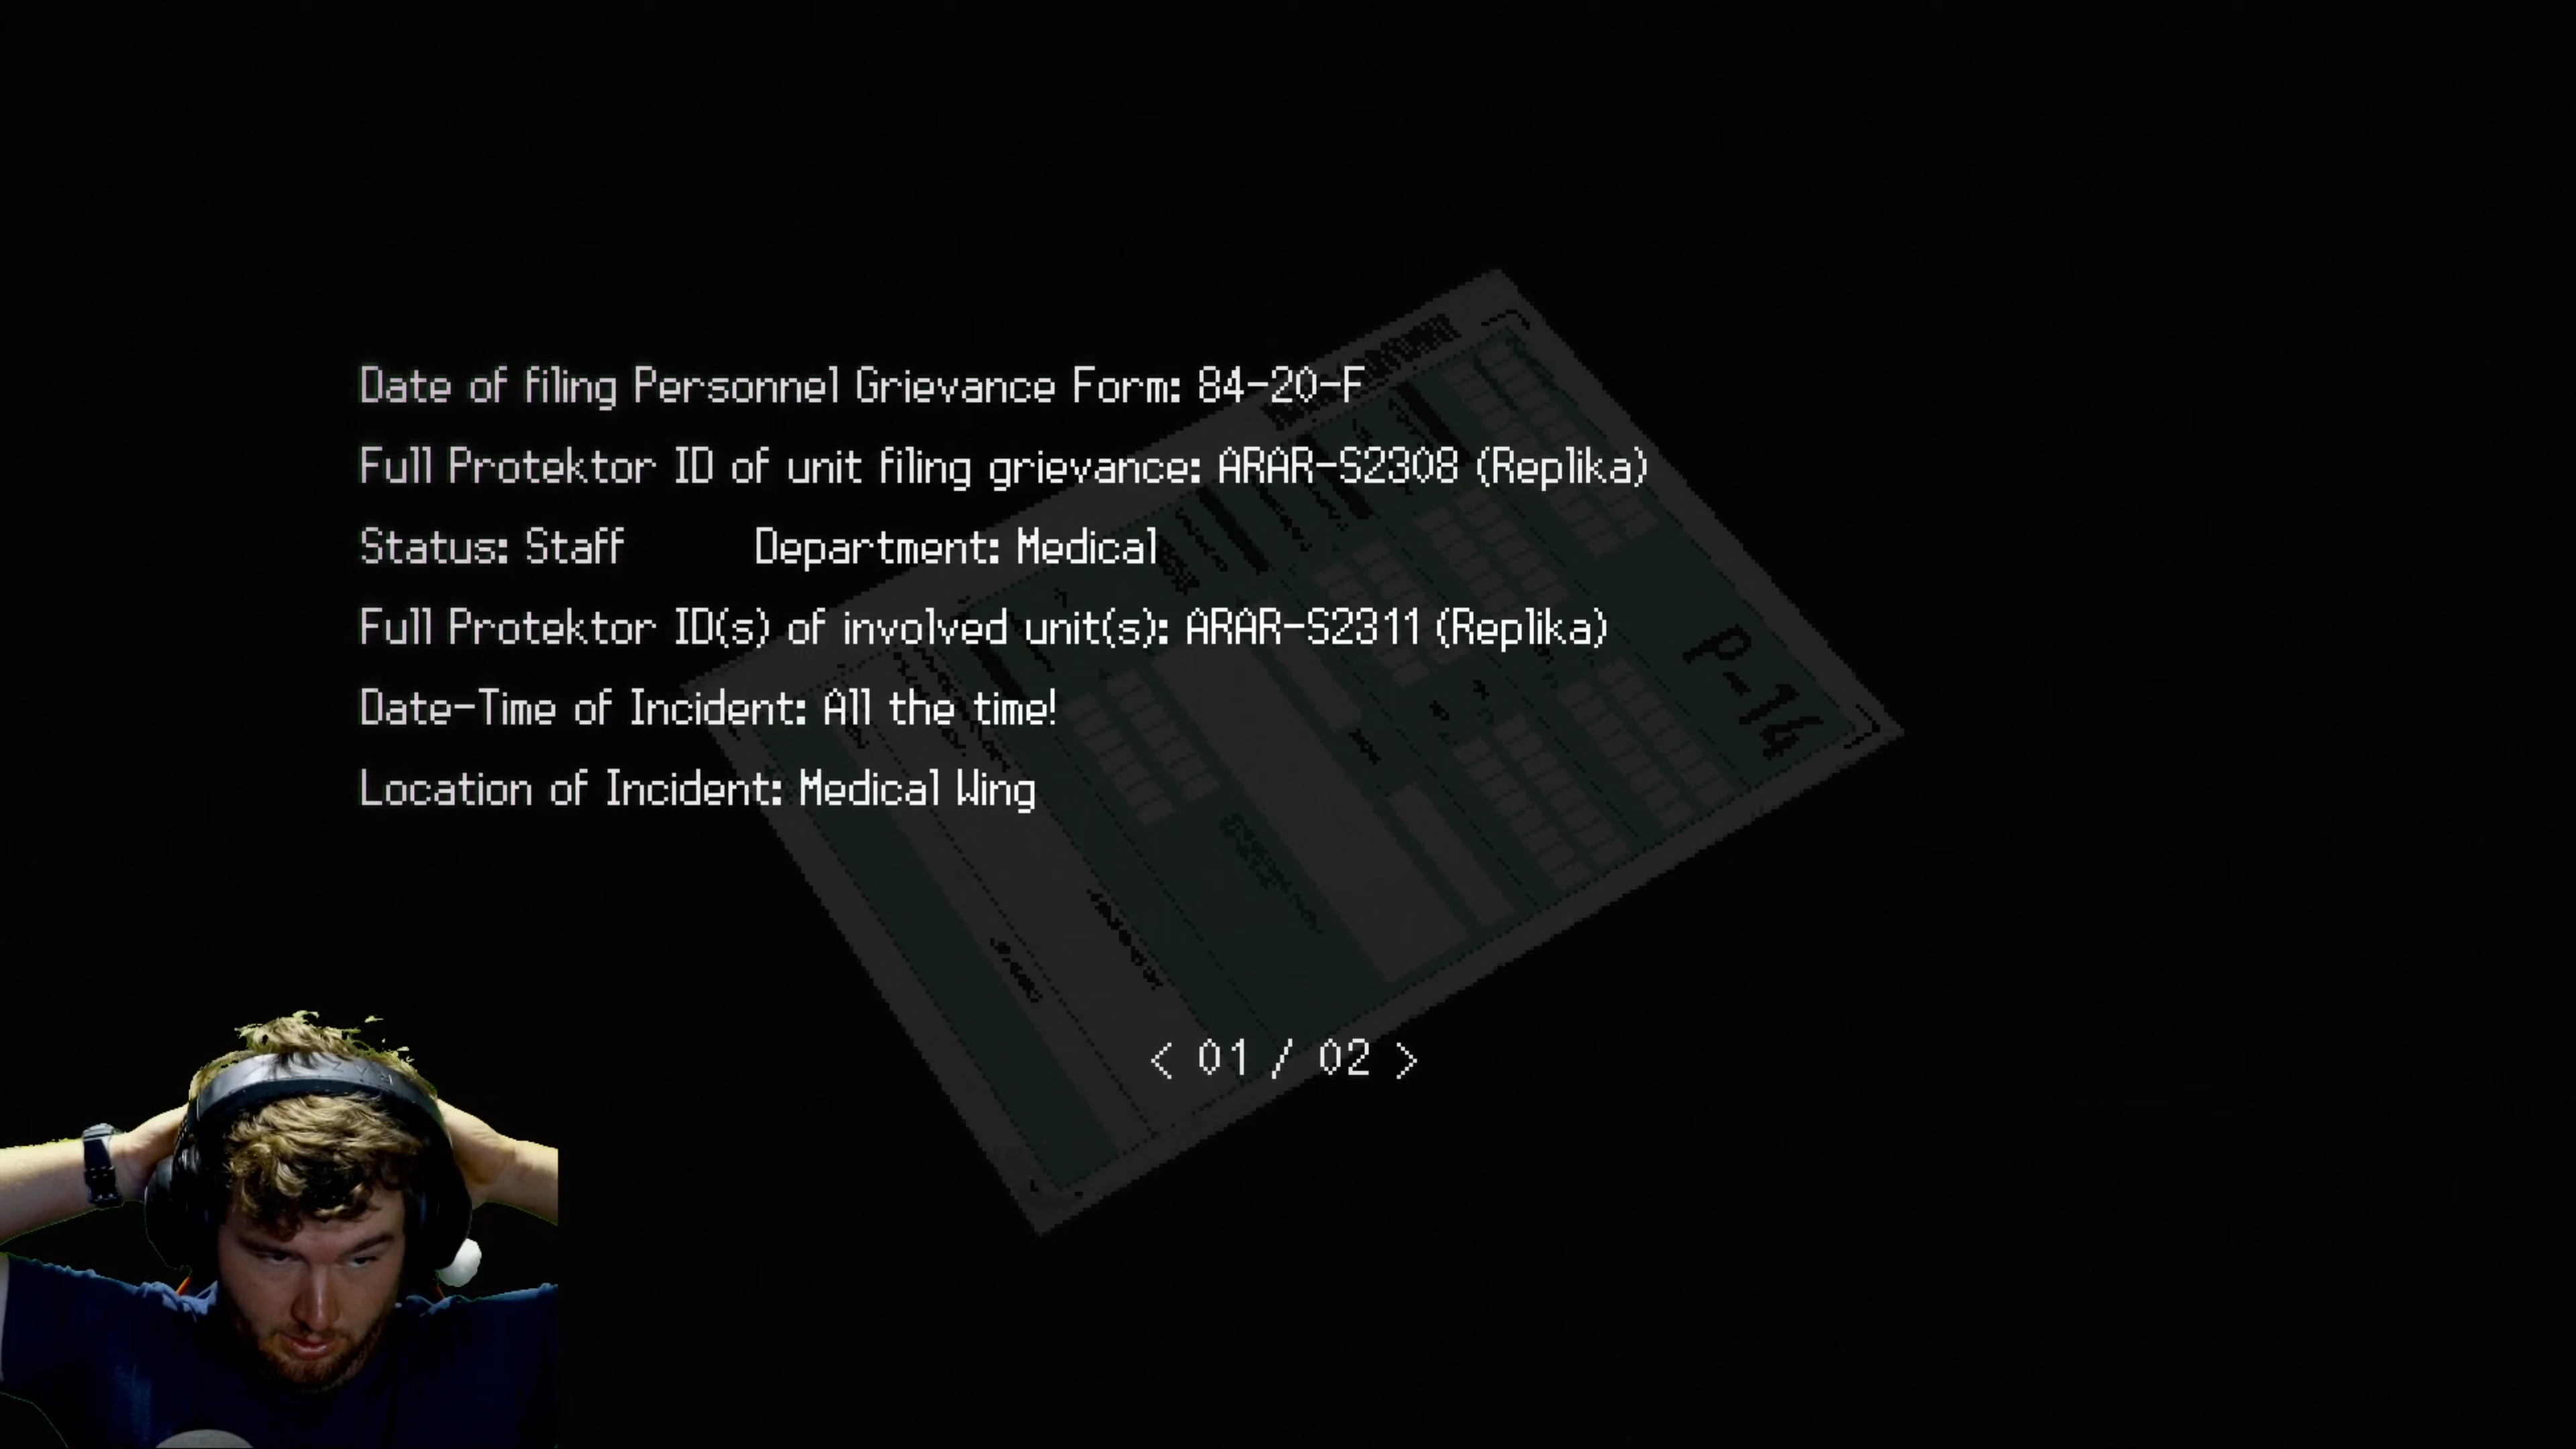 Date of filing Personnel Grievance Form: 84-20-F
Full Protektor ID of unit filing grievance: ARAR-S2308 (Replika)
Status: Staff Department: Medical
Full Protektor ID(s) of involved unit(s): ARAR-S2311 (Replika)
Date-Time of Incident: All the time!
Location of Incident: Medical Wing
P-14
< 01 / 02 >